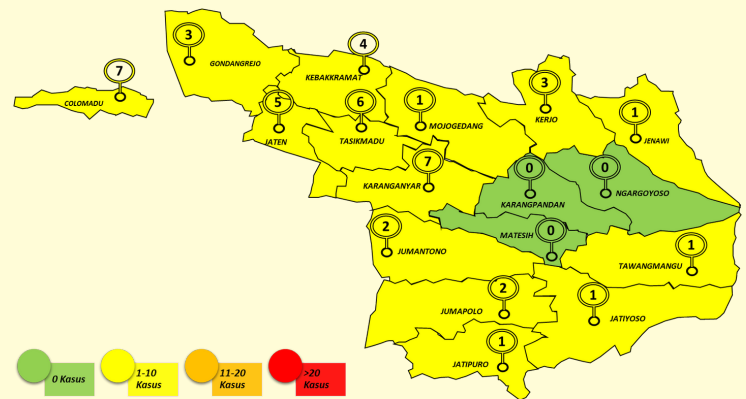 3
GONDANGREJO
4
KEBAKKRAMAT
7
COLOMADU
5
JATEN
6
TASIKMADU
1
MOJOGEDANG
3
KERJO
1
JENAWI
7
KARANGANYAR
0
KARANGPANDAN
0
NGARGOYOSO
2
JUMANTONO
MATESIH
0
1
TAWANGMANGU
2
JUMAPOLO
1
JATIYOSO
1
JATIPURO
0 Kasus
1-10
Kasus
11-20
Kasus
>20
Kasus